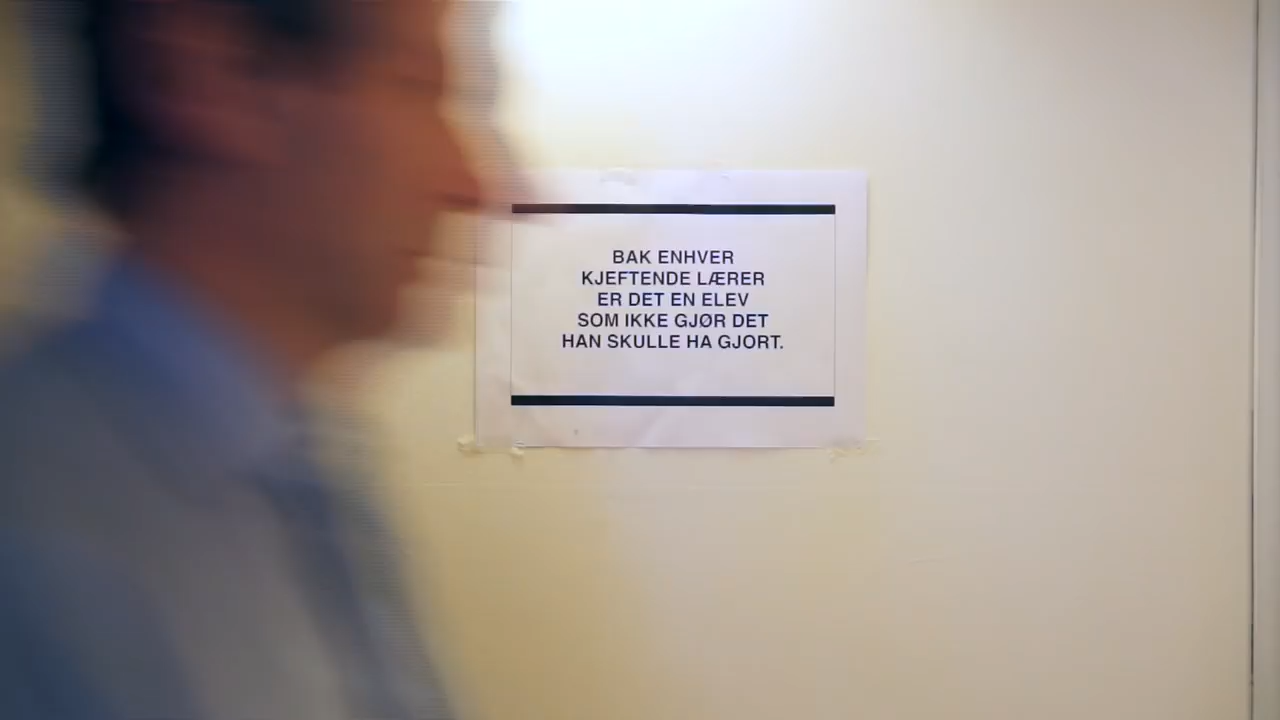 BAK ENHVER
KJEFTENDE LÆRER
ER DET EN ELEV
SOM IKKE GJØR DET
HAN SKULLE HA GJORT.